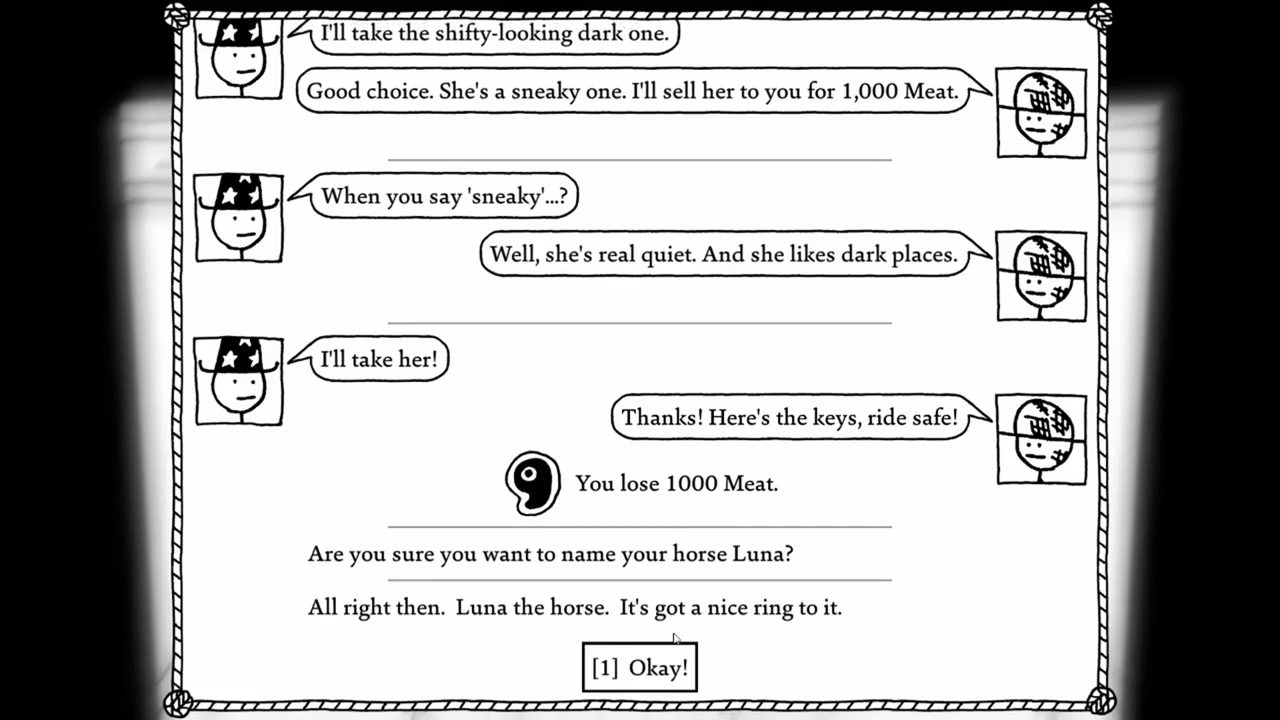 I'll take the shifty-looking dark one.
Good choice. She's a sneaky one. I'll sell her to you for 1,000 Meat.
When you say 'sneaky'...?
Well, she's real quiet. And she likes dark places.
I'll take her!
Thanks! Here's the keys, ride safe!
You lose 1000 Meat.
Are you sure you want to name your horse Luna?
All right then. Luna the horse. It's got a nice ring to it.
[1] Okay!